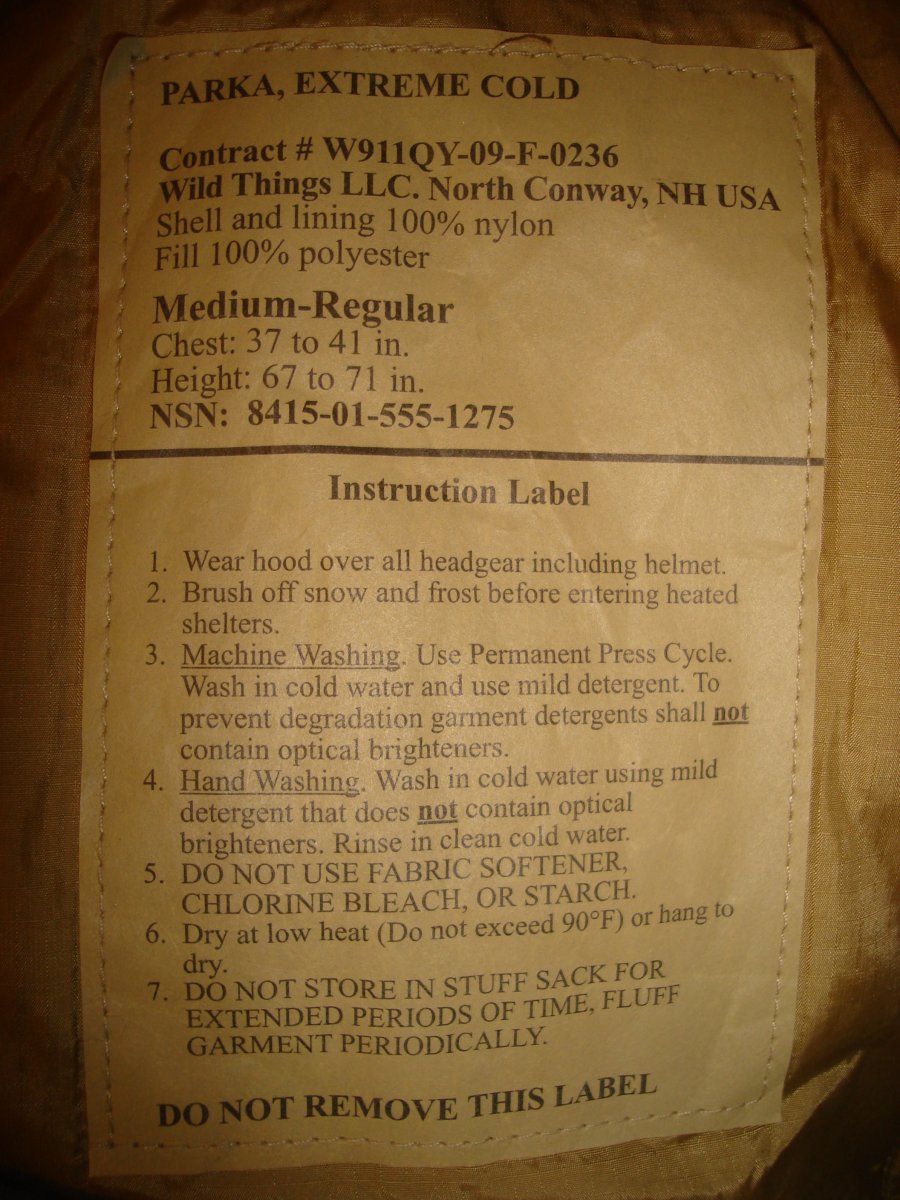 PARKA, EXTREME COLD
Contract # W911QY-09-F-0236
Wild Things LLC. North Conway, NH USA
Shell and lining 100% nylon
Fill 100% polyester
Medium-Regular
Chest: 37 to 41 in.
Height: 67 to 71 in.
NSN: 8415-01-555-1275
Instruction Label
1. Wear hood over all headgear including helmet.
2. Brush off snow and frost before entering heated
shelters.
3. Machine Washing. Use Permanent Press Cycle.
Wash in cold water and use mild detergent. To
prevent degradation garment detergents shall not
contain optical brighteners.
4. Hand Washing. Wash in cold water using mild
detergent that does not contain optical
brighteners. Rinse in clean cold water.
5. DO NOT USE FABRIC SOFTENER,
CHLORINE BLEACH, OR STARCH.
6. Dry at low heat (Do not exceed 90°F) or hang to
dry.
7. DO NOT STORE IN STUFF SACK FOR
EXTENDED PERIODS OF TIME, FLUFF
GARMENT PERIODICALLY.
DO NOT REMOVE THIS LABEL